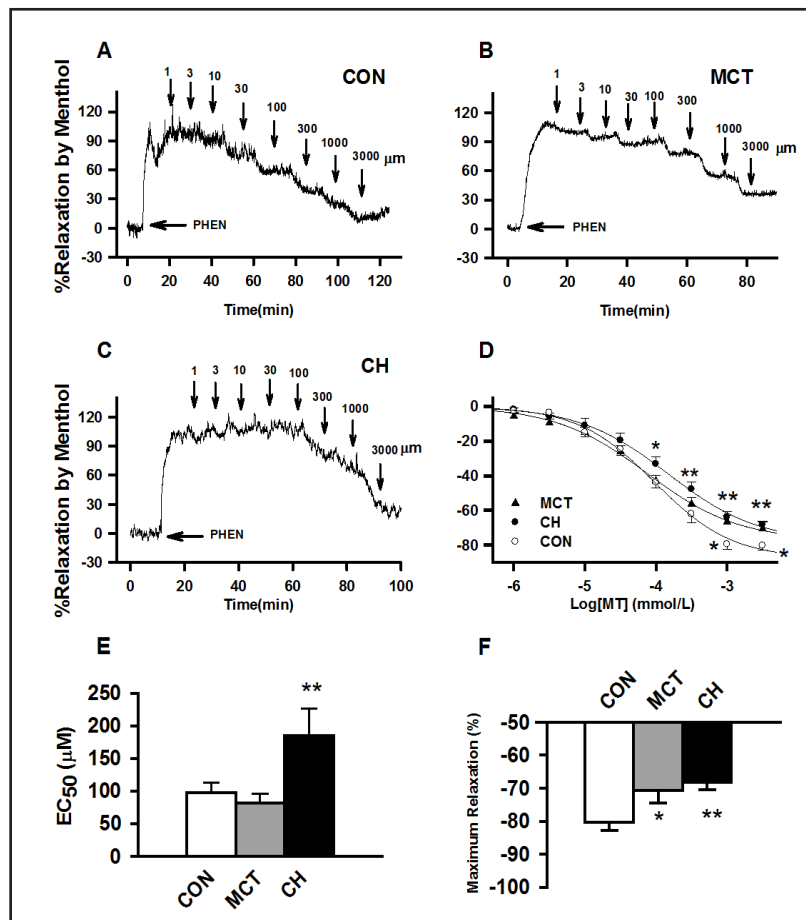 A
CON
%Relaxation by Menthol
120
90
60
30
0
-30
1 3 10 30 100 300 1000 3000 µm
PHEN
0 20 40 60 80 100 120
Time(min)
B
MCT
120
90
60
30
0
-30
1 3 10 30 100 300 1000 3000 µm
PHEN
0 20 40 60 80
Time(min)
C
CH
%Relaxation by Menthol
120
90
60
30
0
-30
1 3 10 30 100 300 1000 3000 µm
PHEN
0 20 40 60 80 100
Time(min)
D
0
-20
-40
-60
-80
* ** ** **
* *
MCT
CH
CON
-6 -5 -4 -3
Log[MT] (mmol/L)
E
EC50 (µM)
250
200
150
100
50
0
**
CON MCT CH
F
CON MCT CH
Maximum Relaxation (%)
-50
-60
-70
-80
-90
-100
* **